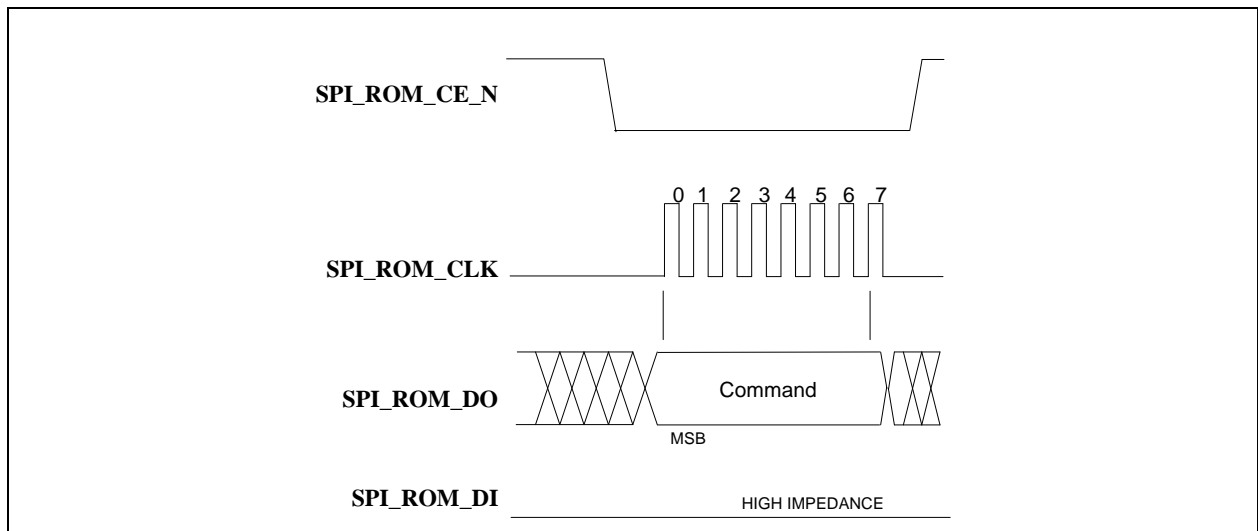 SPI_ROM_CE_N
0 1 2 3 4 5 6 7
SPI_ROM_CLK
Command
SPI_ROM_DO
MSB
SPI_ROM_DI
HIGH IMPEDANCE